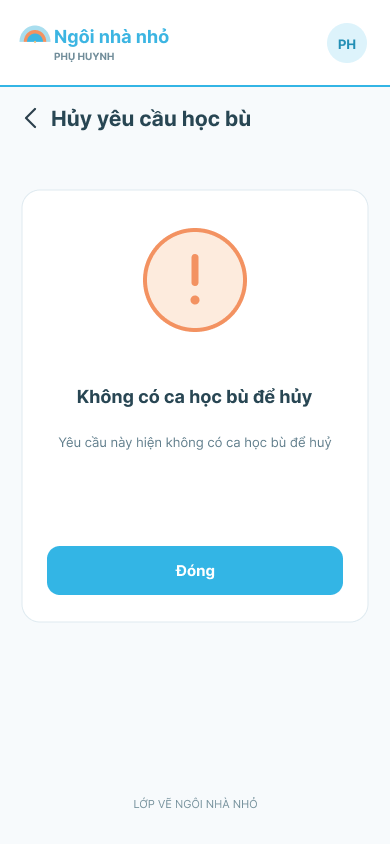 Ngôi nhà nhỏ
PHỤ HUYNH
PH
Hủy yêu cầu học bù
Không có ca học bù để hủy
Yêu cầu này hiện không có ca học bù để huỷ
Đóng
LỚP VẼ NGÔI NHÀ NHỎ